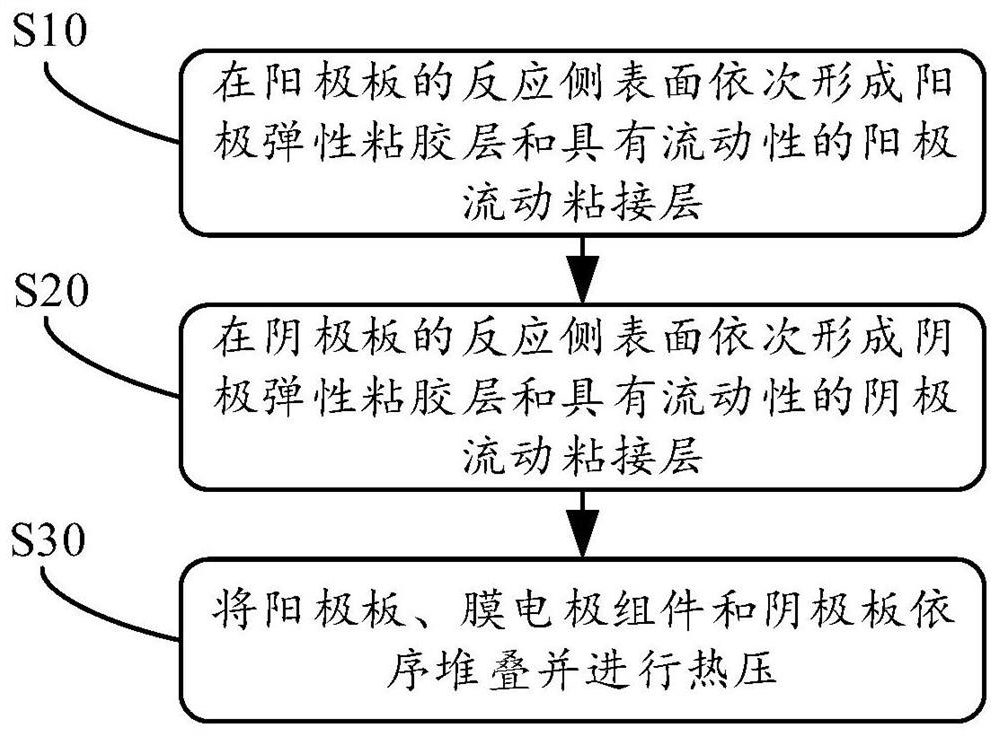 S10
在阳极板的反应侧表面依次形成阳
极弹性粘胶层和具有流动性的阳极
流动粘接层
S20
在阴极板的反应侧表面依次形成阴
极弹性粘胶层和具有流动性的阴极
流动粘接层
S30
将阳极板、膜电极组件和阴极板依
序堆叠并进行热压